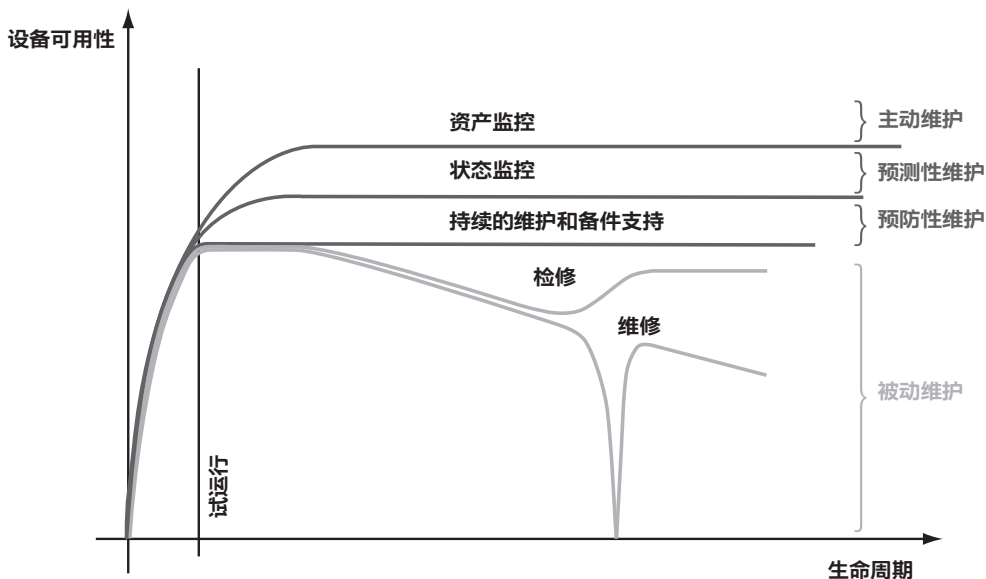 设备可用性
资产监控
主动维护
状态监控
预测性维护
持续的维护和备件支持
预防性维护
检修
维修
被动维护
试运行
生命周期